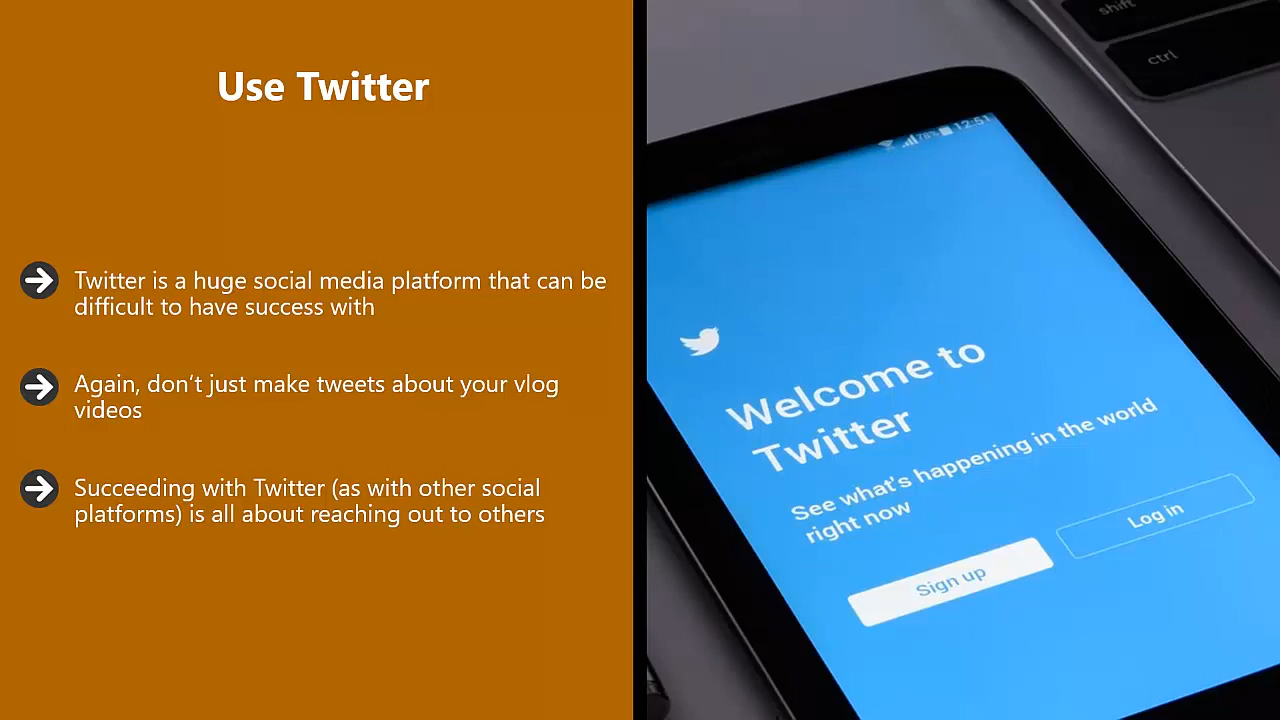 Use Twitter
Twitter is a huge social media platform that can be
difficult to have success with
Again, don't just make tweets about your vlog
videos
Succeeding with Twitter (as with other social
platforms) is all about reaching out to others
shift
ctrl
78% 12:51
Welcome to
Twitter
See what's happening in the world
right now
Sign up
Log in